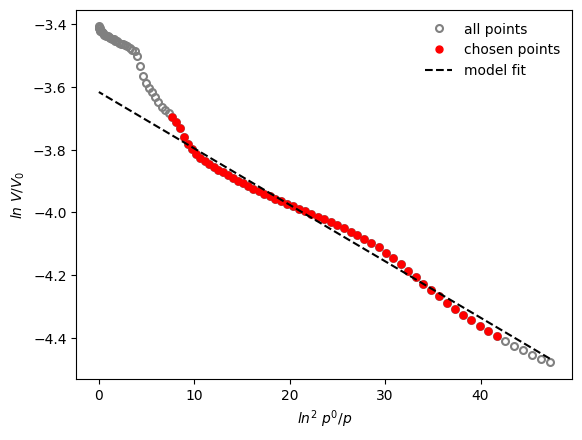 −3.4
−3.6
−3.8
−4.0
−4.2
−4.4
ln V/V₀
0
10
20
30
40
ln² p⁰/p
all points
chosen points
model fit